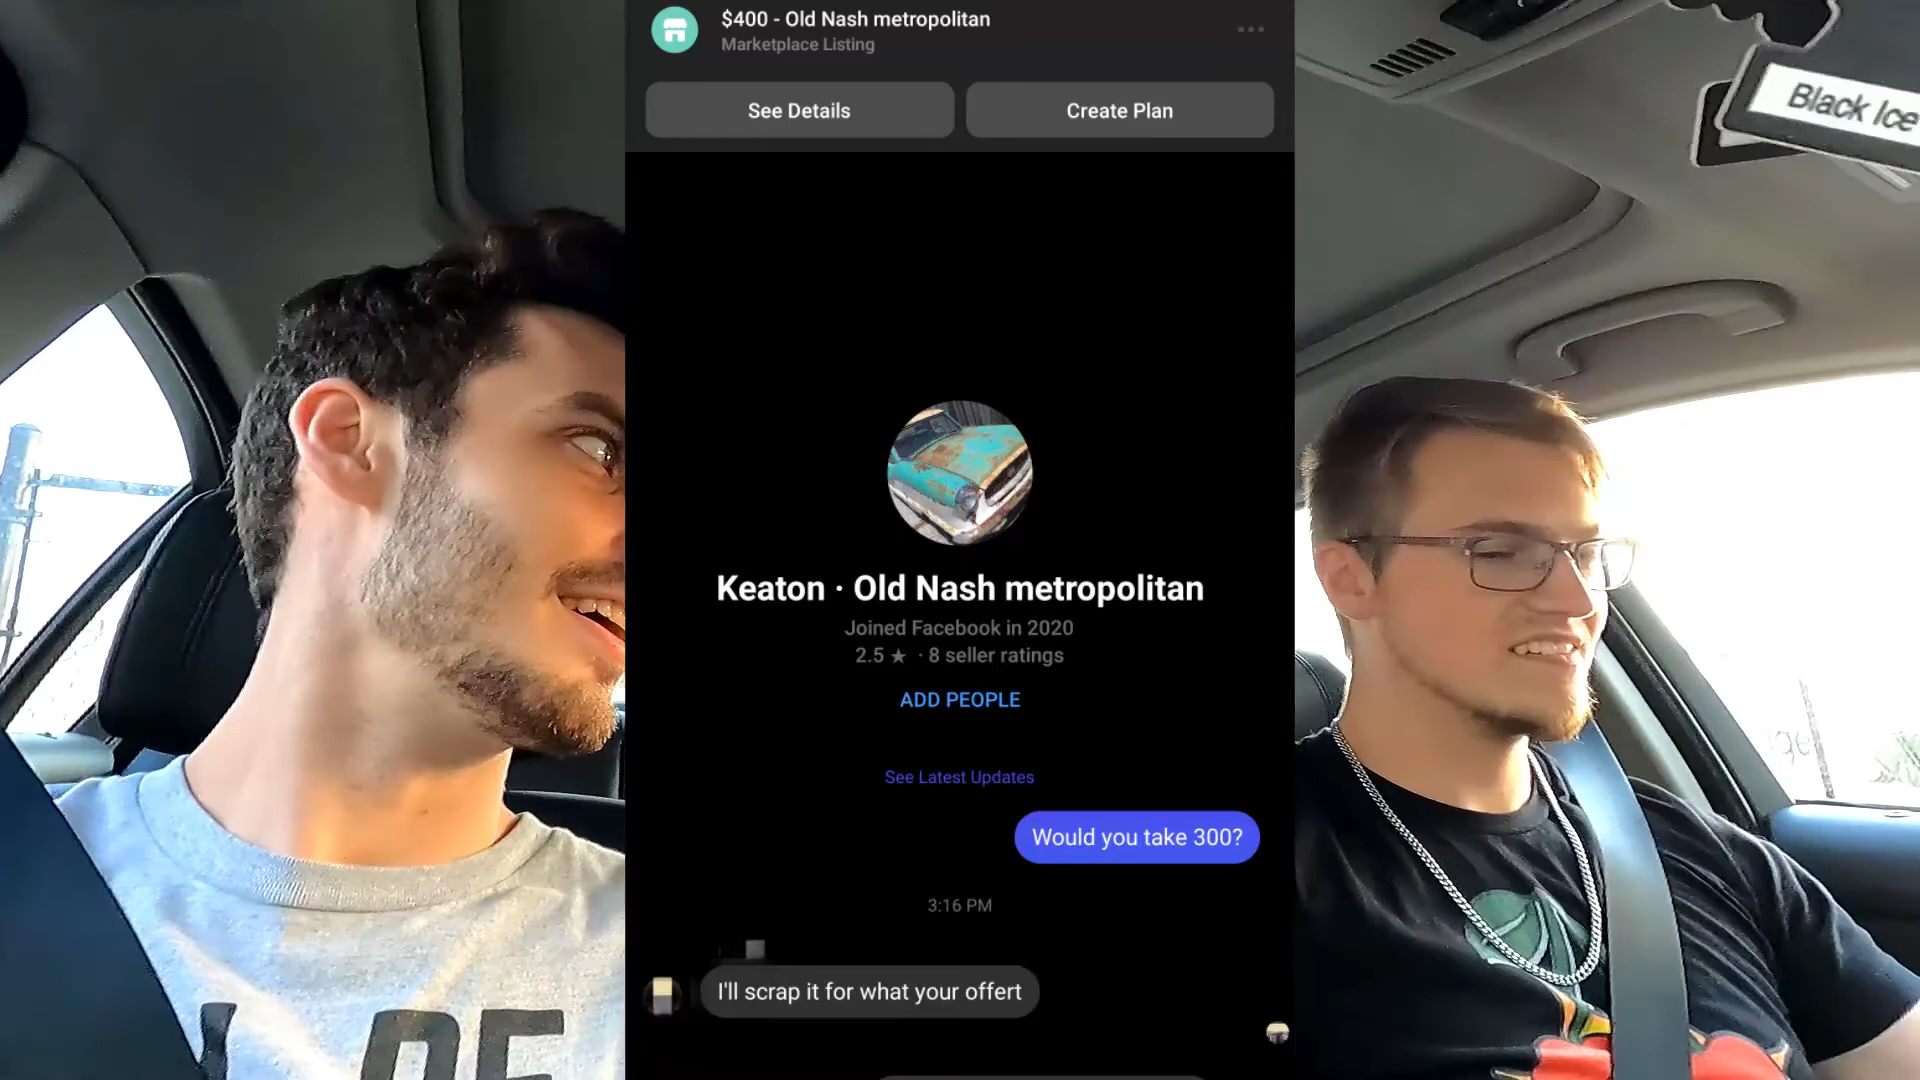 $400 - Old Nash metropolitan
Marketplace Listing
See Details
Create Plan
Black Ice
Keaton · Old Nash metropolitan
Joined Facebook in 2020
2.5 ★ · 8 seller ratings
ADD PEOPLE
See Latest Updates
Would you take 300?
3:16 PM
I'll scrap it for what your offert